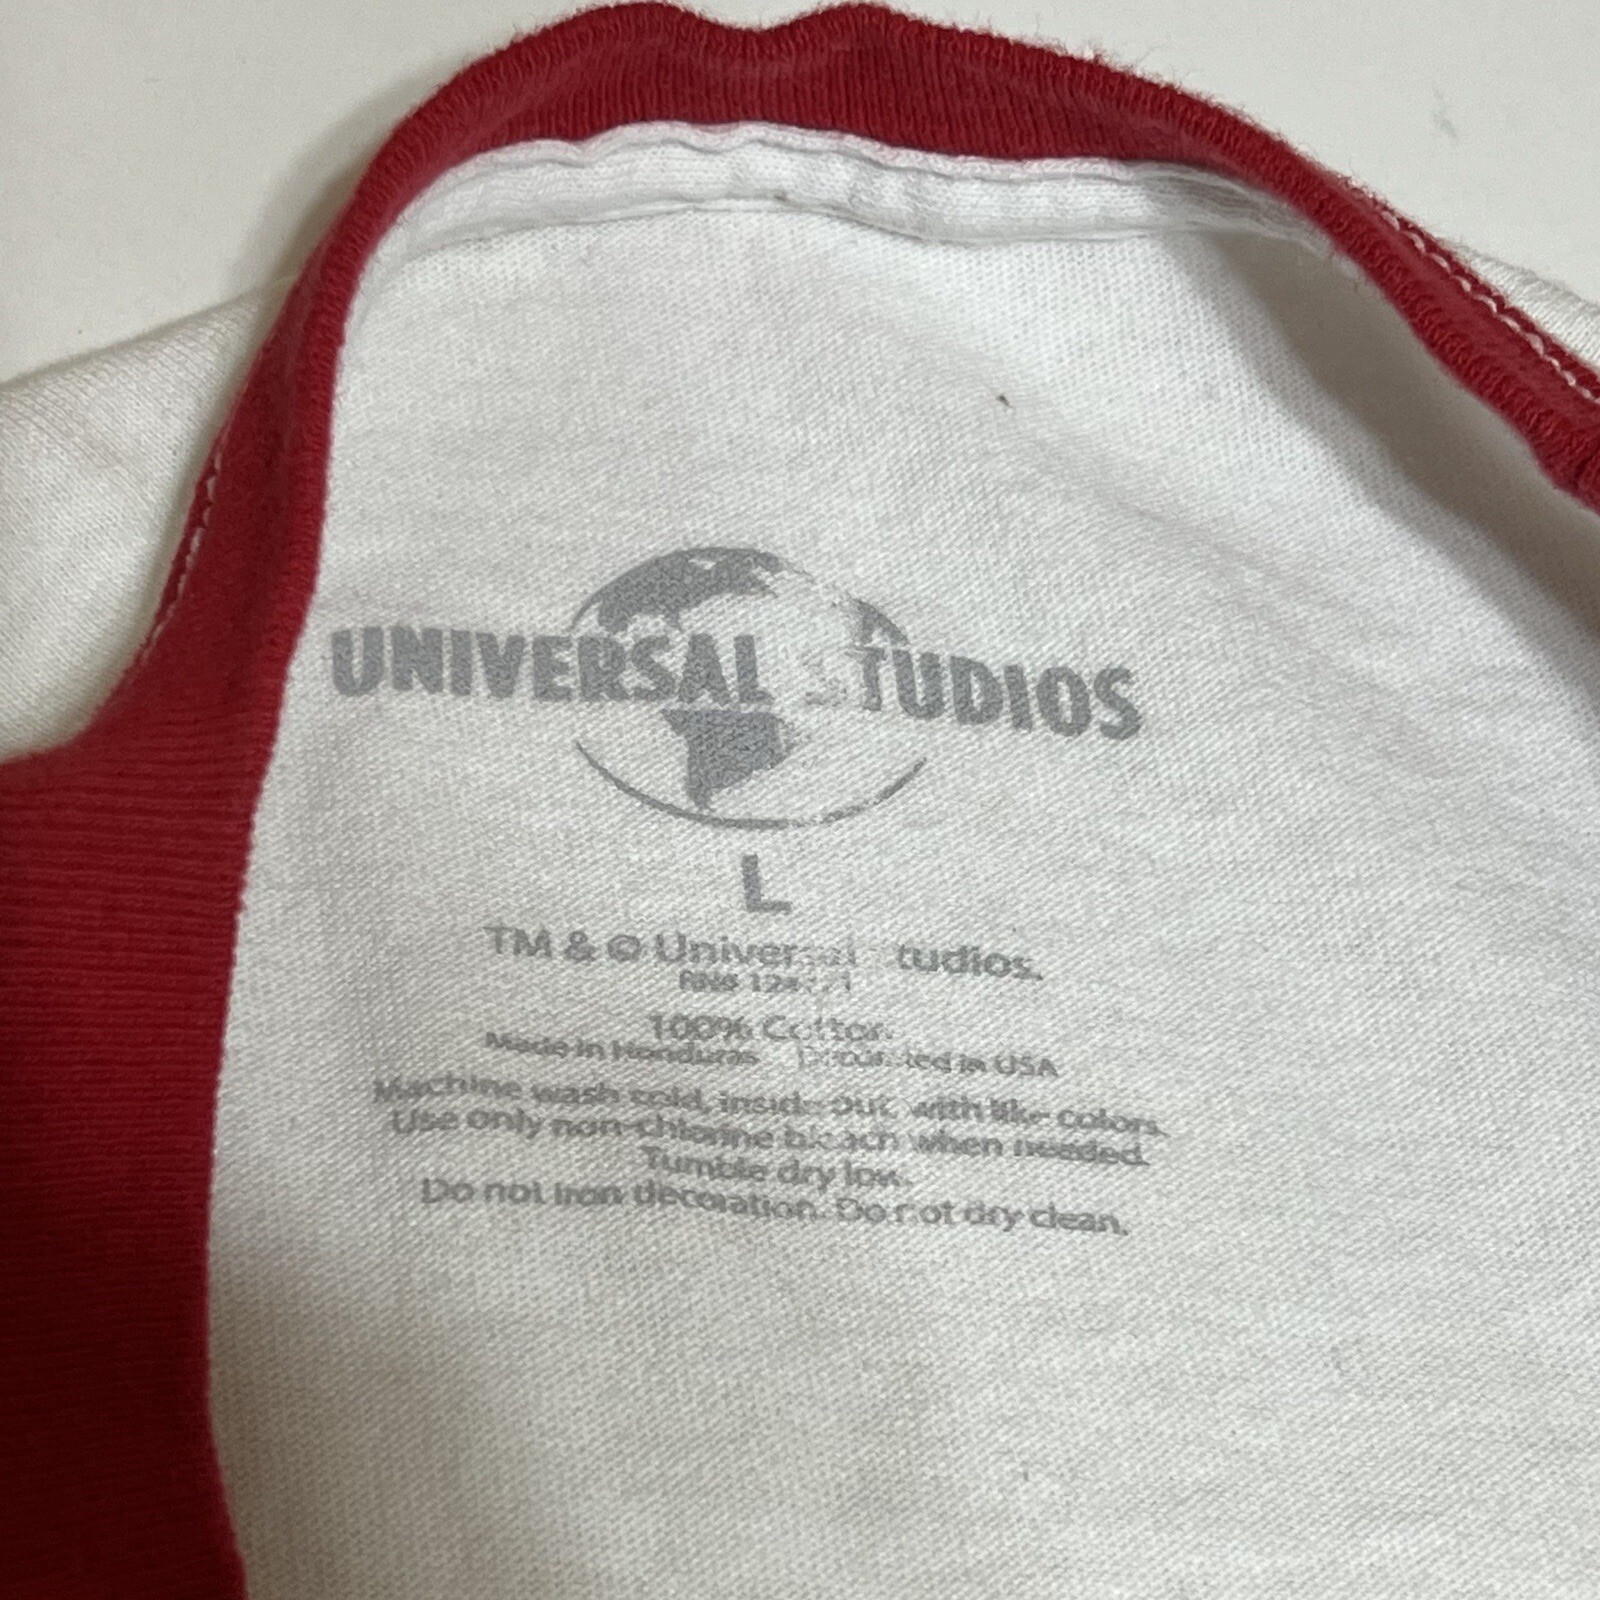 UNIVERSAL STUDIOS
L
TM & © Universal Studios.
RN#
100% Cotton.
Made in Honduras Decorated in USA
Machine wash cold, inside out, with like colors.
Use only non-chlorine bleach when needed.
Tumble dry low.
Do not iron decoration. Do not dry clean.